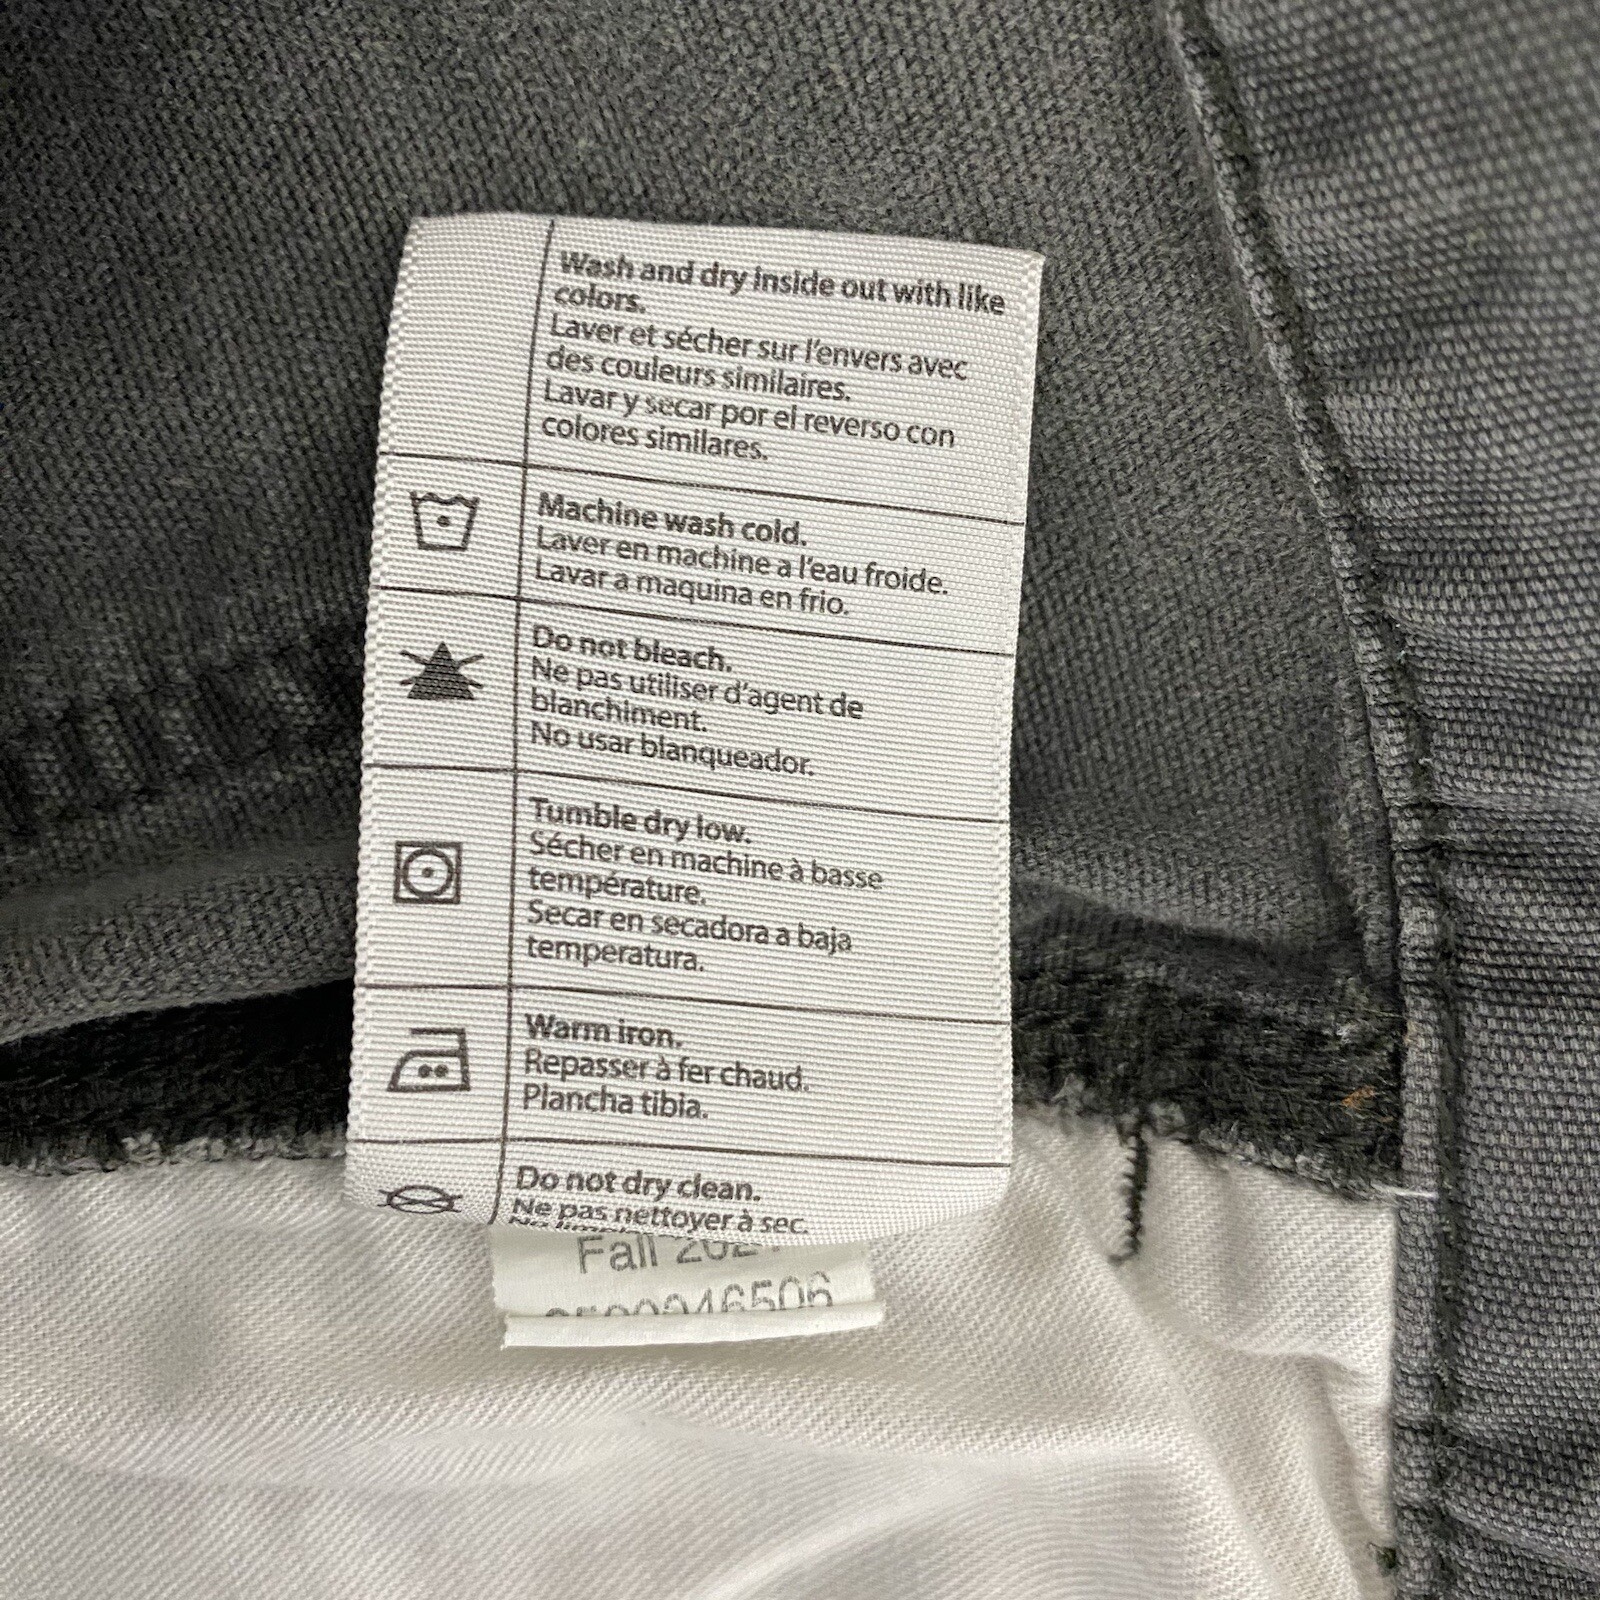 Wash and dry inside out with like
colors.
Laver et sécher sur l'envers avec
des couleurs similaires.
Lavar y secar por el reverso con
colores similares.
Machine wash cold.
Laver en machine a l'eau froide.
Lavar a maquina en frio.
Do not bleach.
Ne pas utiliser d'agent de
blanchiment.
No usar blanqueador.
Tumble dry low.
Sécher en machine à basse
température.
Secar en secadora a baja
temperatura.
Warm iron.
Repasser à fer chaud.
Plancha tibia.
Do not dry clean.
Ne pas nettoyer à sec.
Fall